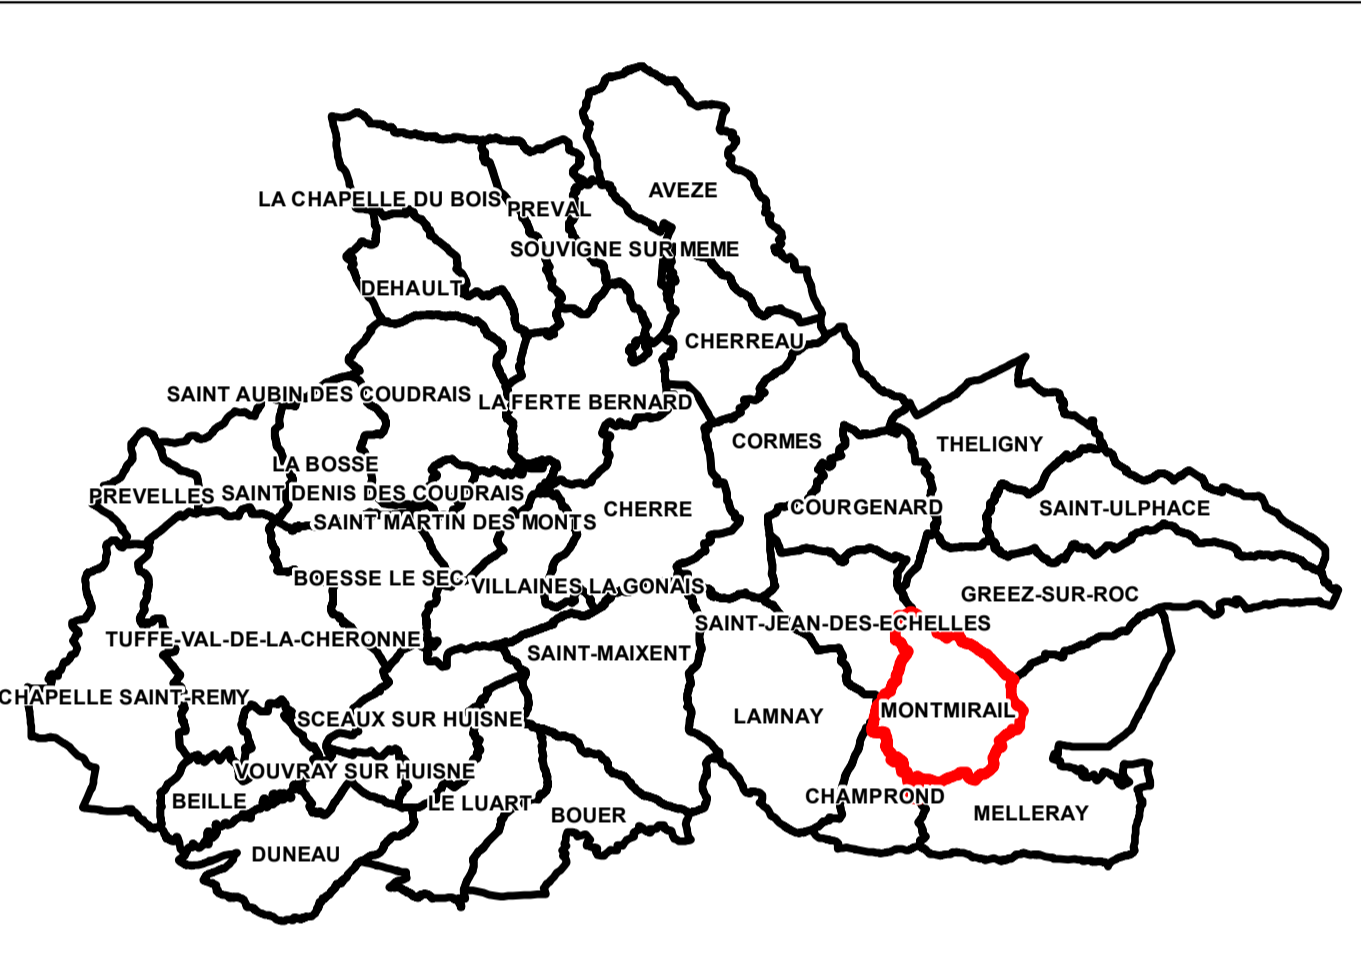 AVEZE
LA CHAPELLE DU BOIS
PREVAL
SOUVIGNE SUR MEME
DEHAULT
CHERREAU
SAINT AUBIN DES COUDRAIS
LA FERTE BERNARD
CORMES
THELIGNY
LA BOSSE
PREVELLES
SAINT DENIS DES COUDRAIS
CHERRE
COURGENARD
SAINT-ULPHACE
SAINT MARTIN DES MONTS
BOESSE LE SEC
VILLAINES LA GONAIS
GREEZ-SUR-ROC
SAINT-JEAN-DES-ECHELLES
TUFFE-VAL-DE-LA-CHERONNE
SAINT-MAIXENT
CHAPELLE SAINT-REMY
MONTMIRAIL
SCEAUX SUR HUISNE
LAMNAY
VOUVRAY SUR HUISNE
BEILLE
LE LUART
CHAMPROND
BOUER
MELLERAY
DUNEAU